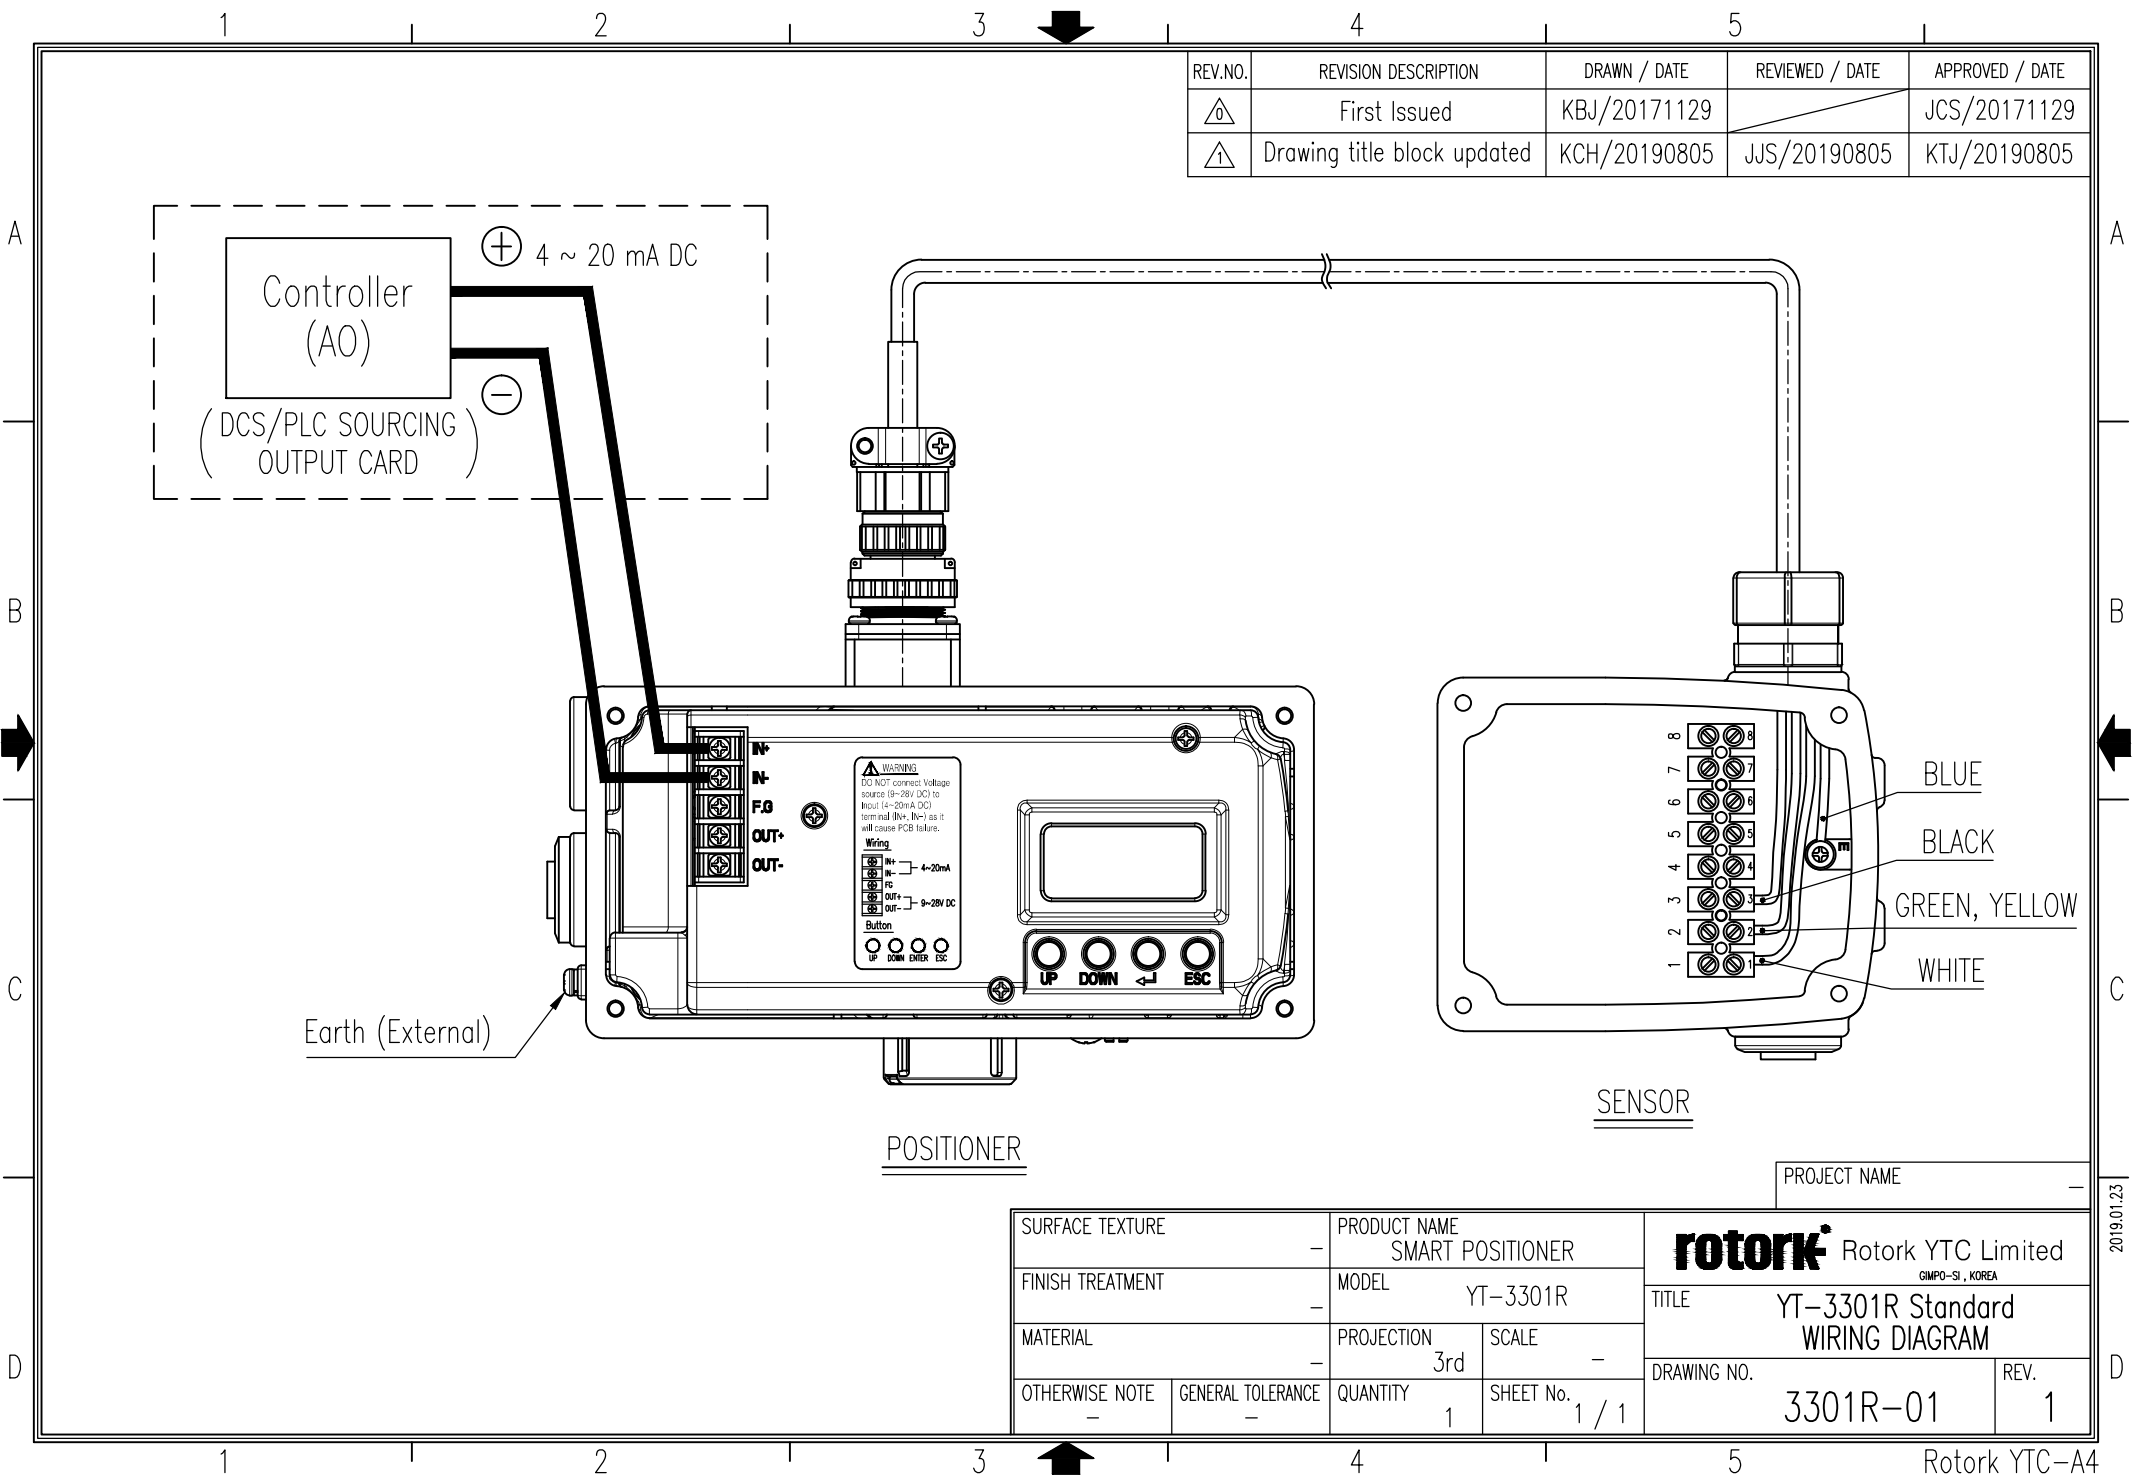 1 2 3 4 5
REV.NO. REVISION DESCRIPTION DRAWN / DATE REVIEWED / DATE APPROVED / DATE
0 First Issued KBJ/20171129 JCS/20171129
1 Drawing title block updated KCH/20190805 JJS/20190805 KTJ/20190805
A A
+ 4 ~ 20 mA DC
Controller
(AO)
−
( DCS/PLC SOURCING )
OUTPUT CARD
B B
IN+
IN-
F.G
OUT+
OUT-
WARNING
DO NOT connect Voltage
source (9~28V DC) to
Input (4~20mA DC)
terminal (IN+, IN-) as it
will cause PCB failure.
Wiring
IN+
IN-
4~20mA
FG
OUT+
OUT-
9~28V DC
Button
UP DOWN ENTER ESC
UP DOWN ESC
8 8
7 7
6 6
5 5
4 4
3 3
2 2
1 1
E
BLUE
BLACK
GREEN, YELLOW
WHITE
C C
Earth (External)
SENSOR
POSITIONER
PROJECT NAME –
2019.01.23
SURFACE TEXTURE –
PRODUCT NAME
SMART POSITIONER
rotork Rotork YTC Limited
GIMPO-SI , KOREA
FINISH TREATMENT –
MODEL YT-3301R
TITLE YT-3301R Standard
WIRING DIAGRAM
MATERIAL –
PROJECTION 3rd
SCALE –
D D
DRAWING NO. 3301R-01
REV. 1
OTHERWISE NOTE –
GENERAL TOLERANCE –
QUANTITY 1
SHEET No. 1 / 1
1 2 3 4 5
Rotork YTC-A4